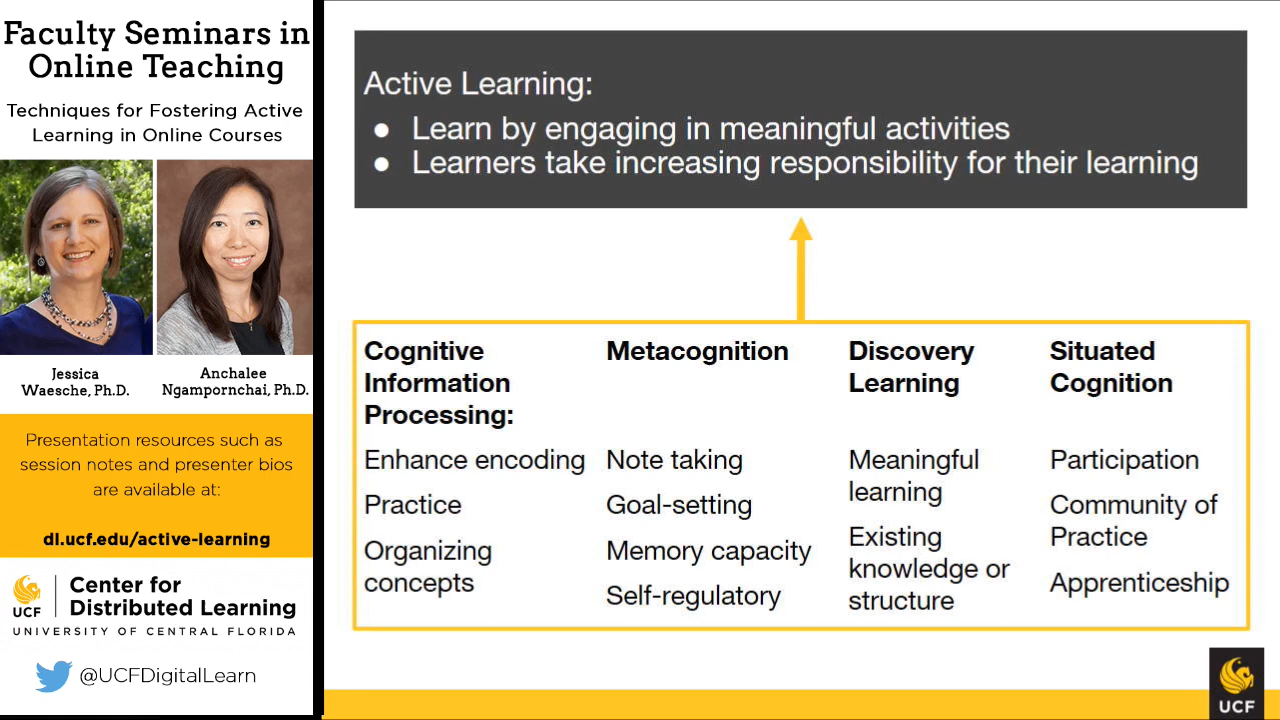 Faculty Seminars in
Online Teaching
Techniques for Fostering Active
Learning in Online Courses
Jessica
Waesche, Ph.D.
Anchalee
Ngampornchai, Ph.D.
Presentation resources such as
session notes and presenter bios
are available at:
dl.ucf.edu/active-learning
UCF
Center for
Distributed Learning
UNIVERSITY OF CENTRAL FLORIDA
@UCFDigitalLearn
Active Learning:
● Learn by engaging in meaningful activities
● Learners take increasing responsibility for their learning
Cognitive
Information
Processing:
Enhance encoding
Practice
Organizing
concepts
Metacognition
Note taking
Goal-setting
Memory capacity
Self-regulatory
Discovery
Learning
Meaningful
learning
Existing
knowledge or
structure
Situated
Cognition
Participation
Community of
Practice
Apprenticeship
UCF